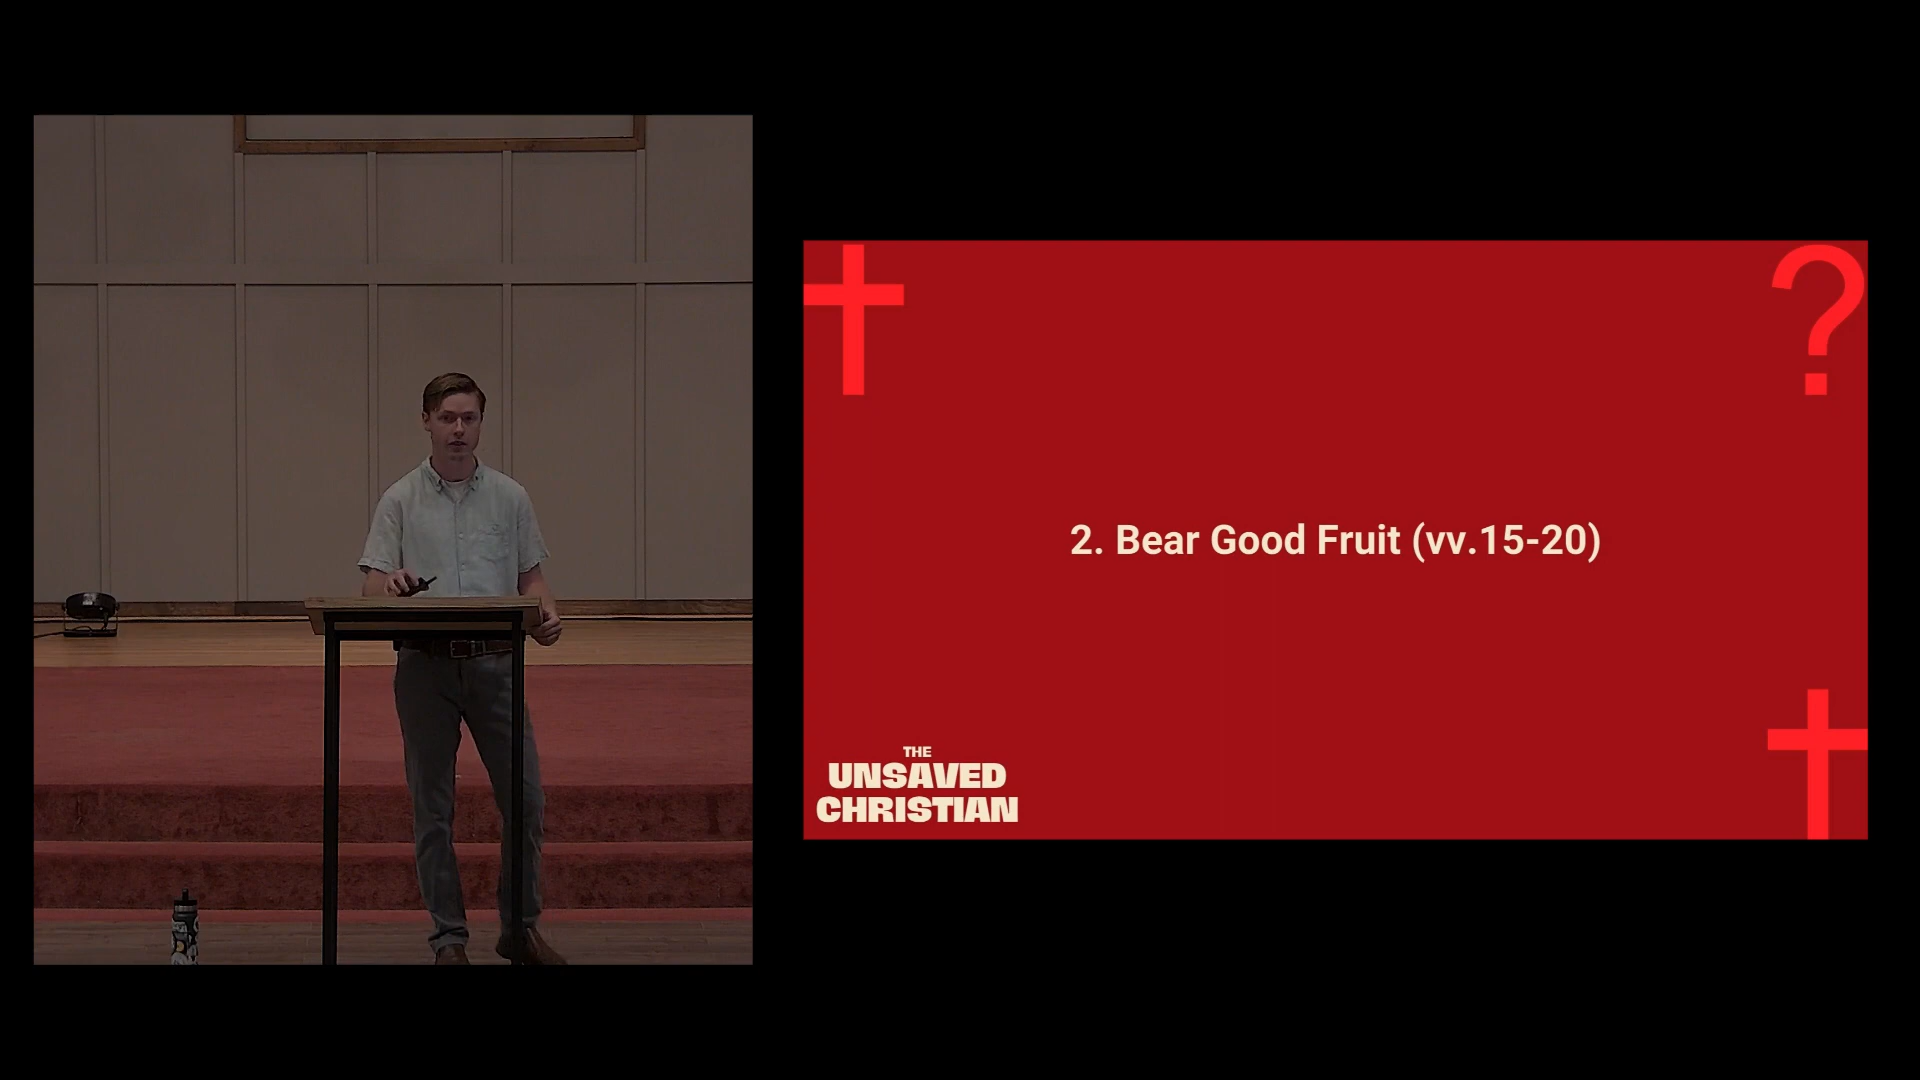 2. Bear Good Fruit (vv.15-20)
THE
UNSAVED
CHRISTIAN